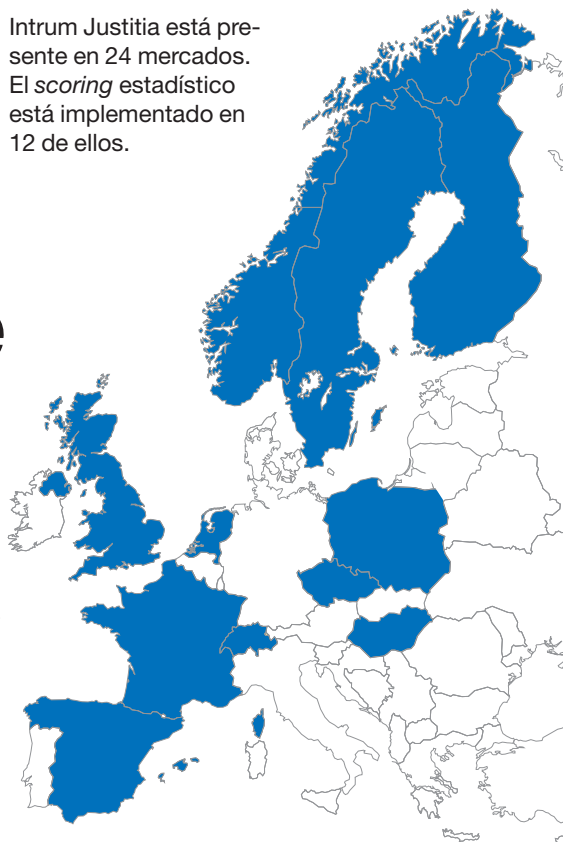 Intrum Justitia está pre-
sente en 24 mercados.
El scoring estadístico
está implementado en
12 de ellos.
e